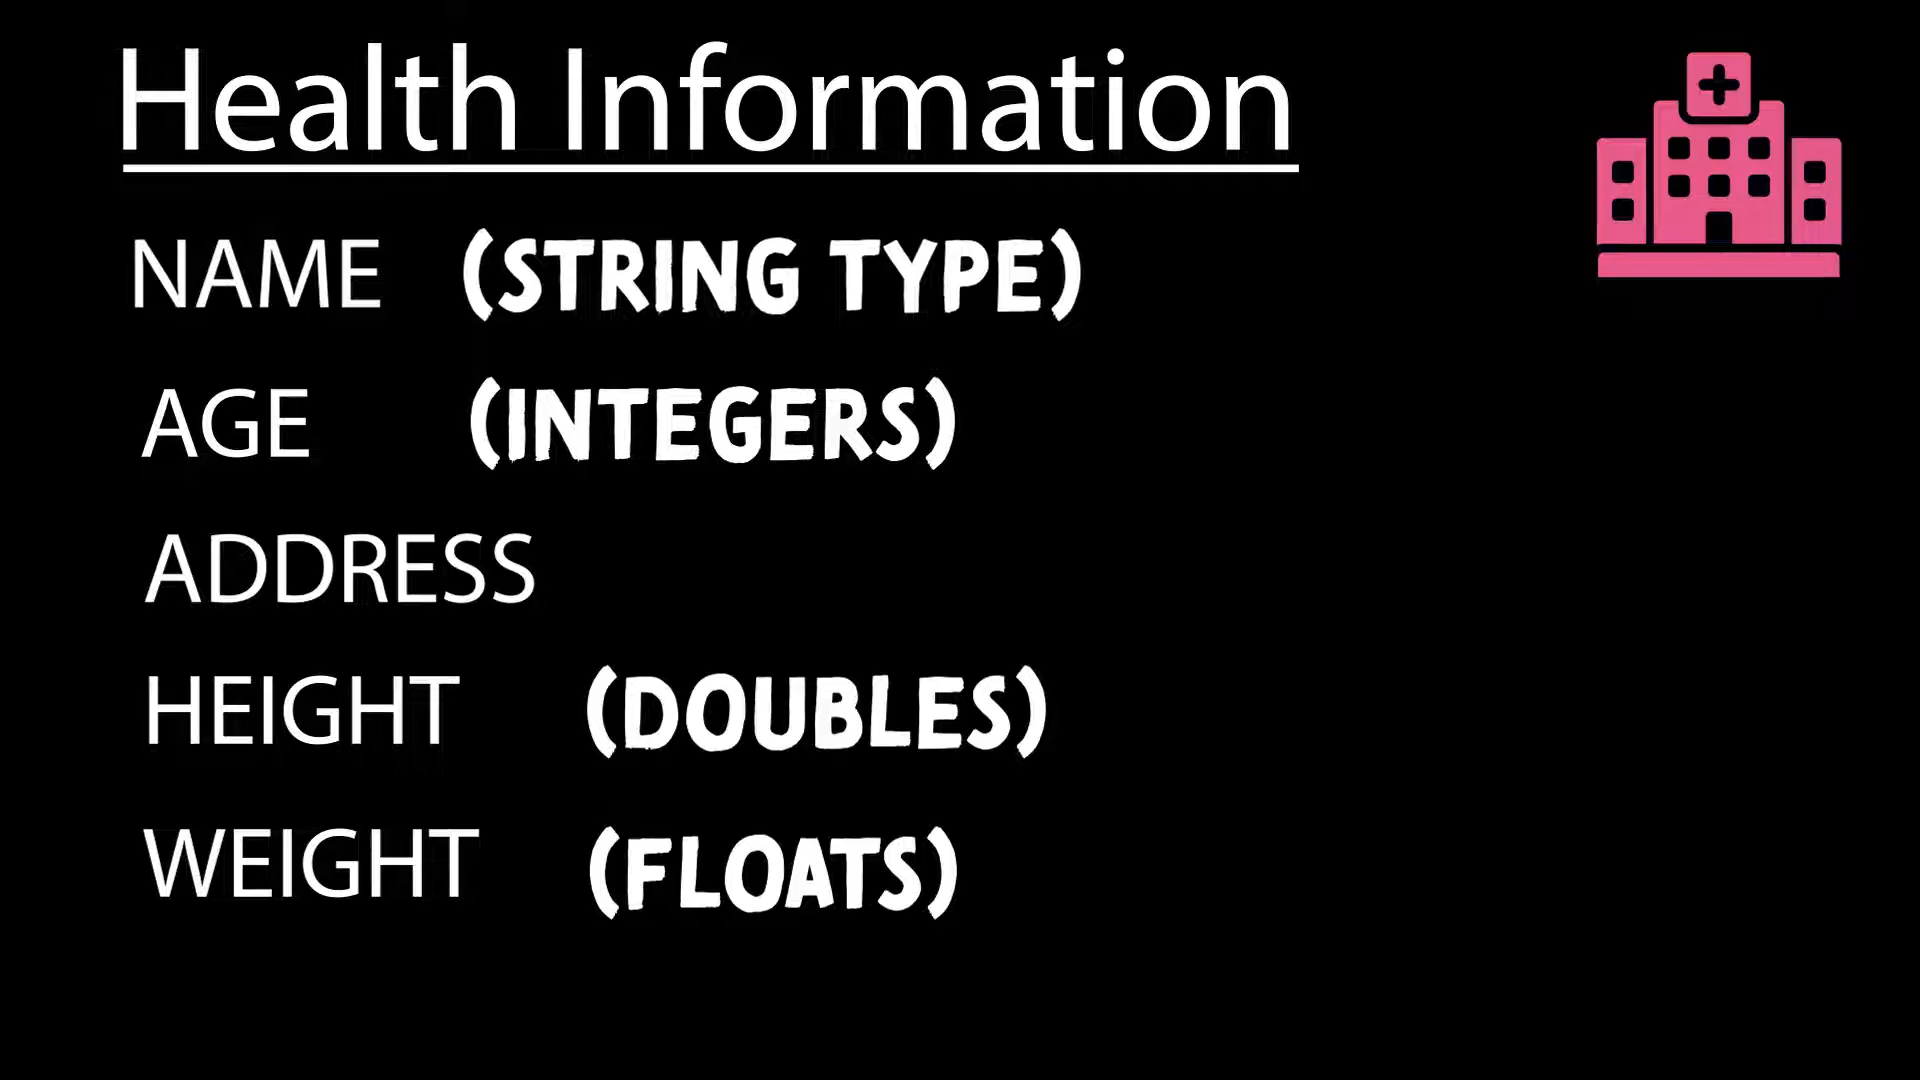 Health Information
NAME (STRING TYPE)
AGE (INTEGERS)
ADDRESS
HEIGHT (DOUBLES)
WEIGHT (FLOATS)